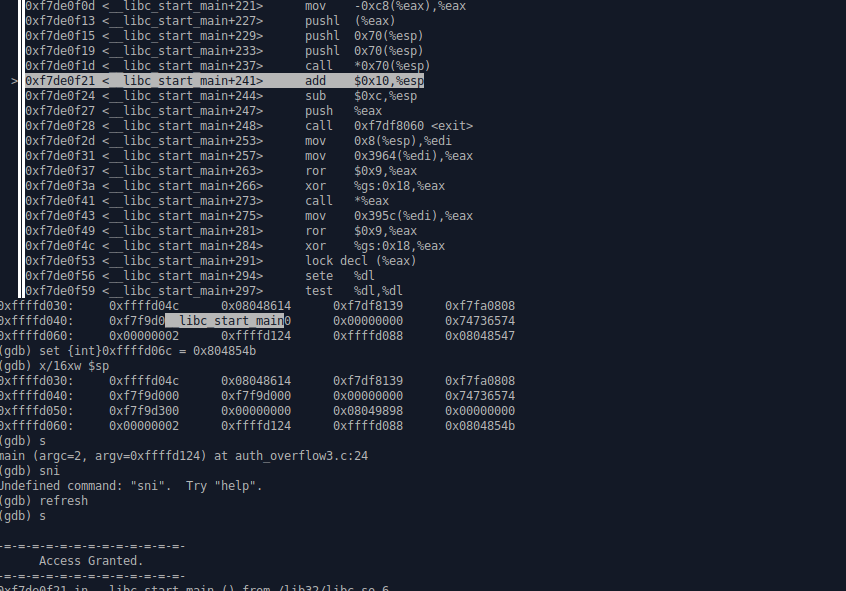 0xf7de0f0d <__libc_start_main+221> mov -0xc8(%eax),%eax
0xf7de0f13 <__libc_start_main+227> pushl (%eax)
0xf7de0f15 <__libc_start_main+229> pushl 0x70(%esp)
0xf7de0f19 <__libc_start_main+233> pushl 0x70(%esp)
0xf7de0f1d <__libc_start_main+237> call *0x70(%esp)
>0xf7de0f21 <__libc_start_main+241> add $0x10,%esp
0xf7de0f24 <__libc_start_main+244> sub $0xc,%esp
0xf7de0f27 <__libc_start_main+247> push %eax
0xf7de0f28 <__libc_start_main+248> call 0xf7df8060 <exit>
0xf7de0f2d <__libc_start_main+253> mov 0x8(%esp),%edi
0xf7de0f31 <__libc_start_main+257> mov 0x3964(%edi),%eax
0xf7de0f37 <__libc_start_main+263> ror $0x9,%eax
0xf7de0f3a <__libc_start_main+266> xor %gs:0x18,%eax
0xf7de0f41 <__libc_start_main+273> call *%eax
0xf7de0f43 <__libc_start_main+275> mov 0x395c(%edi),%eax
0xf7de0f49 <__libc_start_main+281> ror $0x9,%eax
0xf7de0f4c <__libc_start_main+284> xor %gs:0x18,%eax
0xf7de0f53 <__libc_start_main+291> lock decl (%eax)
0xf7de0f56 <__libc_start_main+294> sete %dl
0xf7de0f59 <__libc_start_main+297> test %dl,%dl
0xffffd030: 0xffffd04c 0x08048614 0xf7df8139 0xf7fa0808
0xffffd040: 0xf7f9d0__libc_start_main0 0x00000000 0x74736574
0xffffd060: 0x00000002 0xffffd124 0xffffd088 0x08048547
(gdb) set {int}0xffffd06c = 0x804854b
(gdb) x/16xw $sp
0xffffd030: 0xffffd04c 0x08048614 0xf7df8139 0xf7fa0808
0xffffd040: 0xf7f9d000 0xf7f9d000 0x00000000 0x74736574
0xffffd050: 0xf7f9d300 0x00000000 0x08049898 0x00000000
0xffffd060: 0x00000002 0xffffd124 0xffffd088 0x0804854b
(gdb) s
main (argc=2, argv=0xffffd124) at auth_overflow3.c:24
(gdb) sni
Undefined command: "sni". Try "help".
(gdb) refresh
(gdb) s
-=-=-=-=-=-=-=-=-=-=-=-=-=-
Access Granted.
-=-=-=-=-=-=-=-=-=-=-=-=-=-
0xf7de0f21 in __libc_start_main () from /lib32/libc.so.6